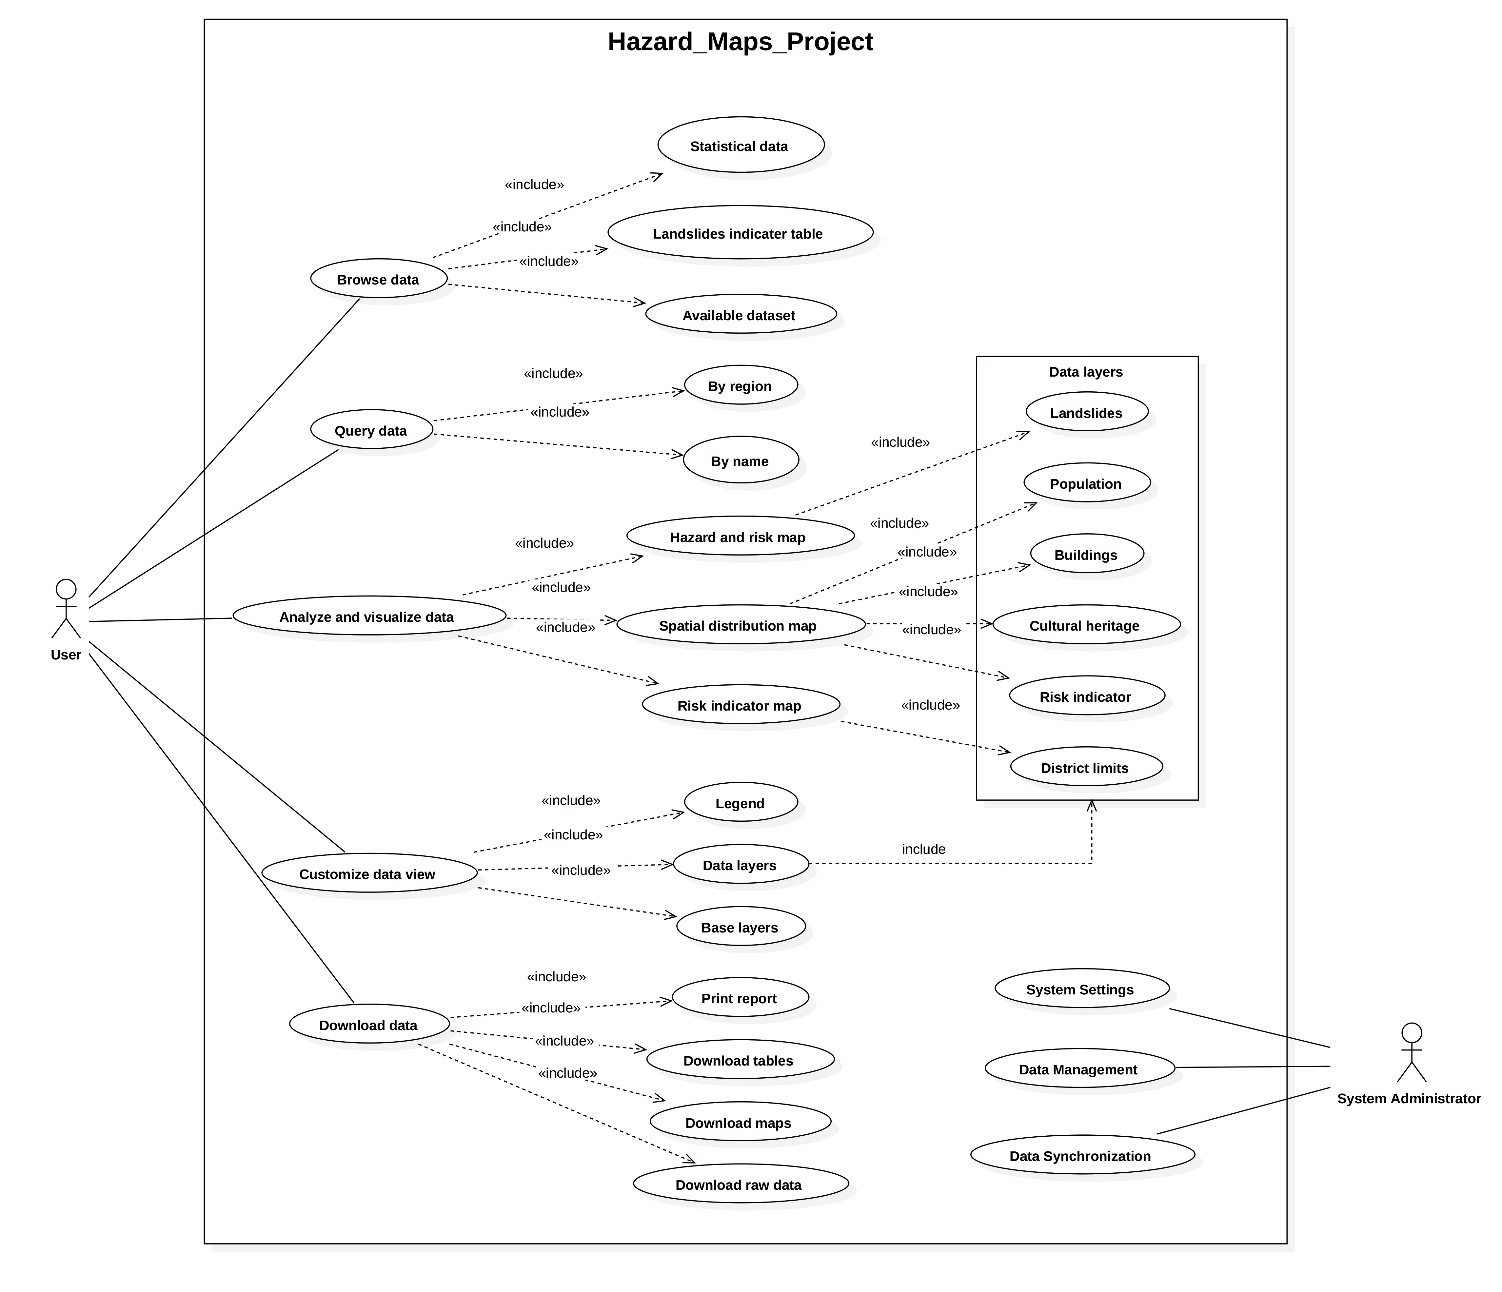 Hazard_Maps_Project
Statistical data
«include»
«include»
Landslides indicater table
«include»
Browse data
Available dataset
Data layers
«include»
By region
Landslides
«include»
Query data
«include»
By name
Population
«include»
Hazard and risk map
«include»
«include»
Buildings
«include»
«include»
Analyze and visualize data
«include»
Spatial distribution map
«include»
Cultural heritage
User
Risk indicator
Risk indicator map
«include»
District limits
«include»
Legend
«include»
include
Data layers
«include»
Customize data view
Base layers
«include»
System Settings
Print report
«include»
Download data
«include»
Download tables
Data Management
«include»
System Administrator
Download maps
Data Synchronization
Download raw data